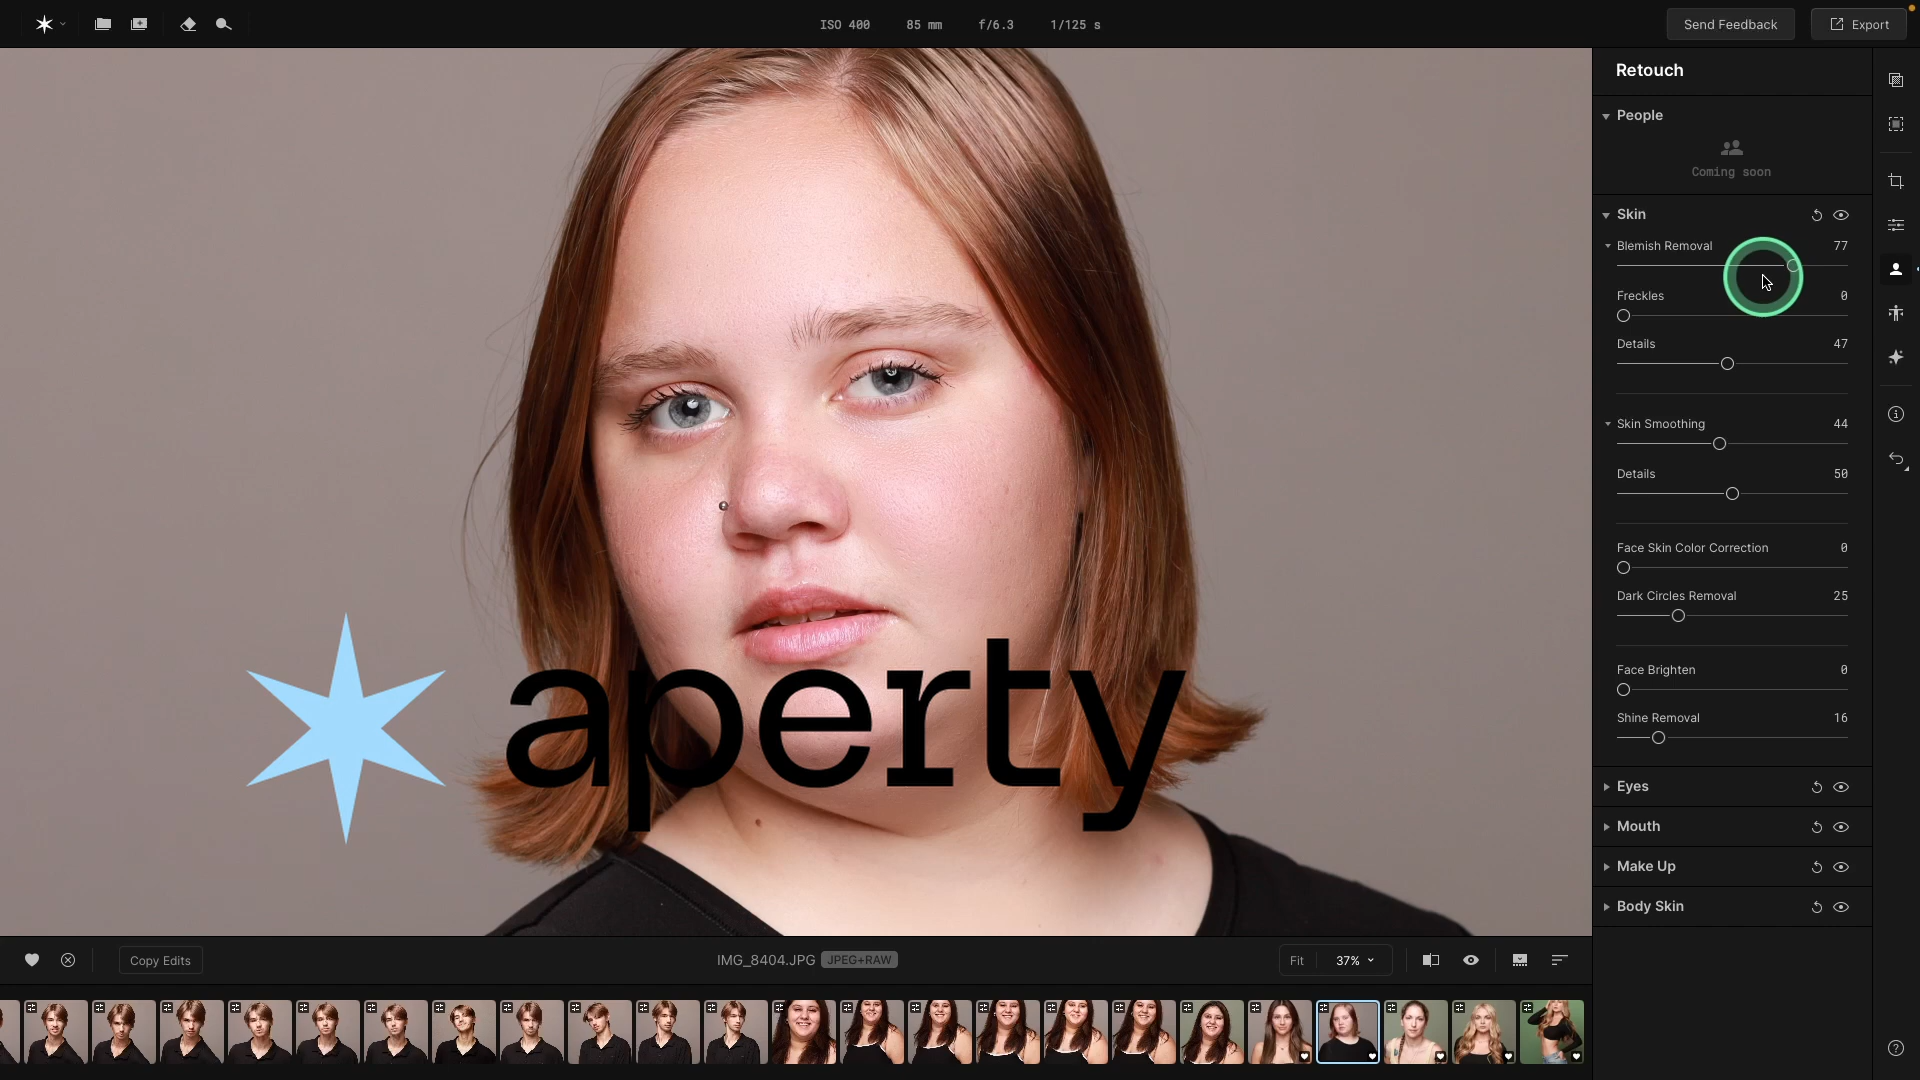 ISO 400 85 mm f/6.3 1/125 s
Send Feedback
Export
Retouch
People
Coming soon
Skin
Blemish Removal 77
Freckles 0
Details 47
Skin Smoothing 44
Details 50
Face Skin Color Correction 0
Dark Circles Removal 25
Face Brighten 0
Shine Removal 16
Eyes
Mouth
Make Up
Body Skin
aperty
Copy Edits
IMG_8404.JPG JPEG+RAW
Fit 37%